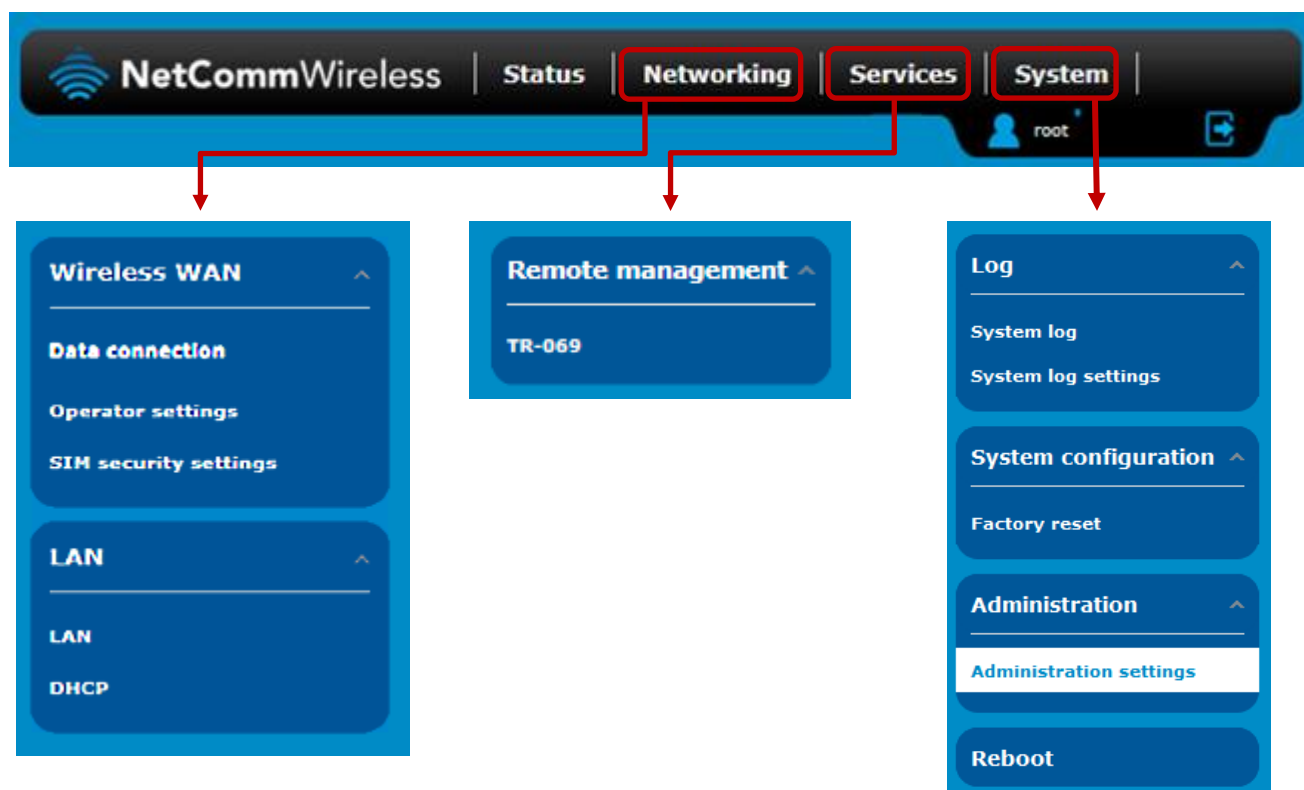 NetCommWireless Status Networking Services System
root
Wireless WAN
Data connection
Operator settings
SIM security settings
LAN
LAN
DHCP
Remote management
TR-069
Log
System log
System log settings
System configuration
Factory reset
Administration
Administration settings
Reboot